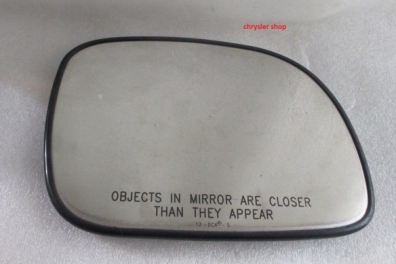 chrysler shop
OBJECTS IN MIRROR ARE CLOSER
THAN THEY APPEAR